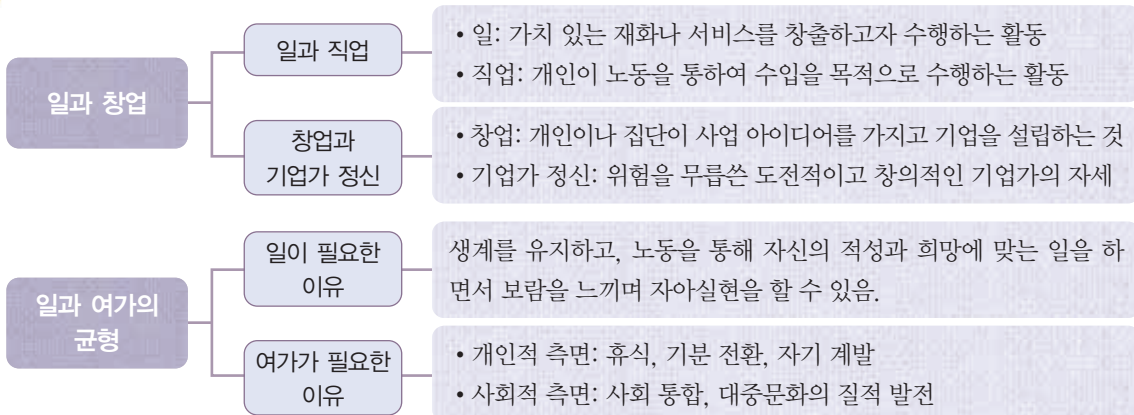 일과 창업
일과 직업
• 일: 가치 있는 재화나 서비스를 창출하고자 수행하는 활동
• 직업: 개인이 노동을 통하여 수입을 목적으로 수행하는 활동
창업과
기업가 정신
• 창업: 개인이나 집단이 사업 아이디어를 가지고 기업을 설립하는 것
• 기업가 정신: 위험을 무릅쓴 도전적이고 창의적인 기업가의 자세
일과 여가의
균형
일이 필요한
이유
생계를 유지하고, 노동을 통해 자신의 적성과 희망에 맞는 일을 하
면서 보람을 느끼며 자아실현을 할 수 있음.
여가가 필요한
이유
• 개인적 측면: 휴식, 기분 전환, 자기 계발
• 사회적 측면: 사회 통합, 대중문화의 질적 발전